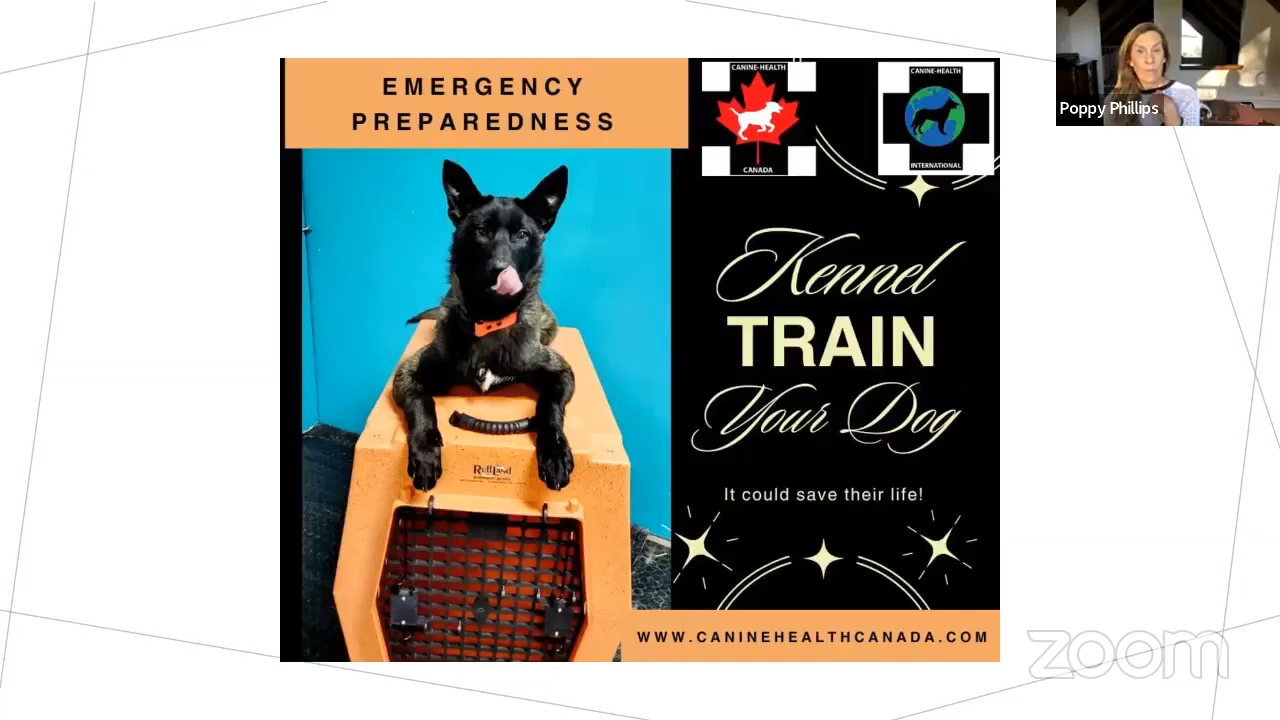 EMERGENCY
PREPAREDNESS
CANINE-HEALTH
CANADA
CANINE-HEALTH
INTERNATIONAL
Poppy Phillips
Kennel
TRAIN
Your Dog
It could save their life!
RuffLand
WWW.CANINEHEALTHCANADA.COM
zoom